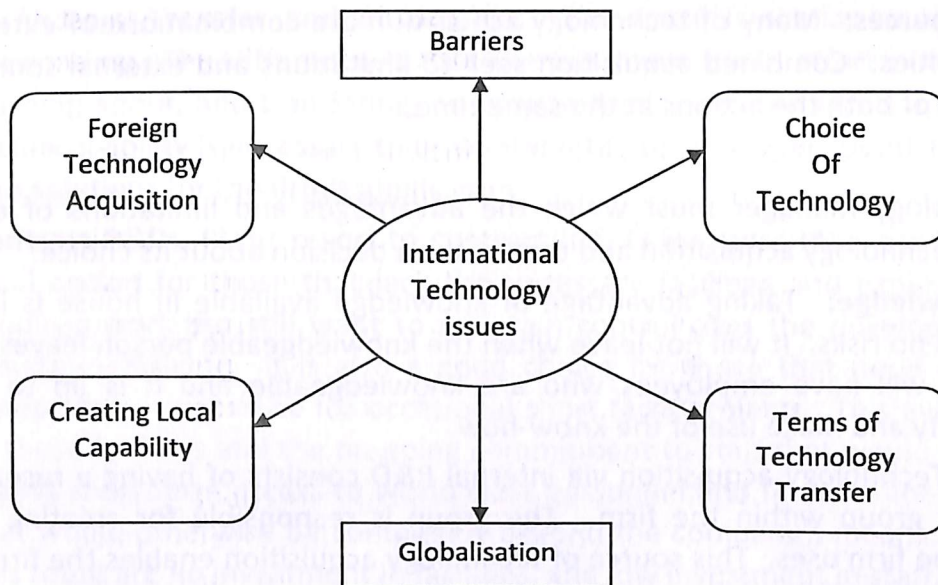 Barriers
Foreign
Technology
Acquisition
Choice
Of
Technology
International
Technology
issues
Creating Local
Capability
Terms of
Technology
Transfer
Globalisation